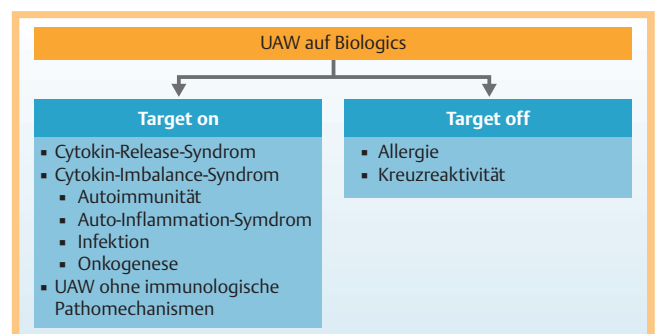 UAW auf Biologics
Target on
▪ Cytokin-Release-Syndrom
▪ Cytokin-Imbalance-Syndrom
▪ Autoimmunität
▪ Auto-Inflammation-Symdrom
▪ Infektion
▪ Onkogenese
▪ UAW ohne immunologische
Pathomechanismen
Target off
▪ Allergie
▪ Kreuzreaktivität